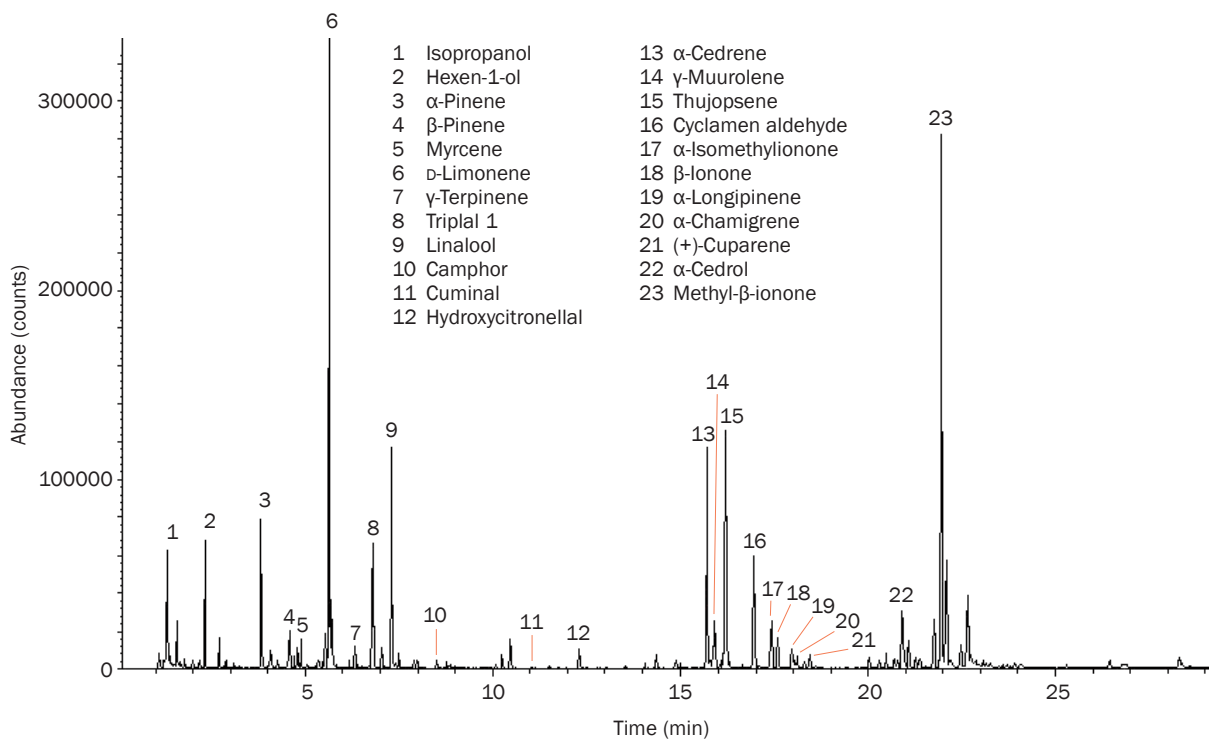 6
1 Isopropanol
2 Hexen-1-ol
3 α-Pinene
4 β-Pinene
5 Myrcene
6 D-Limonene
7 γ-Terpinene
8 Triplal 1
9 Linalool
10 Camphor
11 Cuminal
12 Hydroxycitronellal
13 α-Cedrene
14 γ-Muurolene
15 Thujopsene
16 Cyclamen aldehyde
17 α-Isomethylionone
18 β-Ionone
19 α-Longipinene
20 α-Chamigrene
21 (+)-Cuparene
22 α-Cedrol
23 Methyl-β-ionone
23
14
15
13
9
3
2
1
8
16
4
5
7
10
11
12
17
18
19
20
21
22
300000
200000
100000
0
Abundance (counts)
5
10
15
20
25
Time (min)